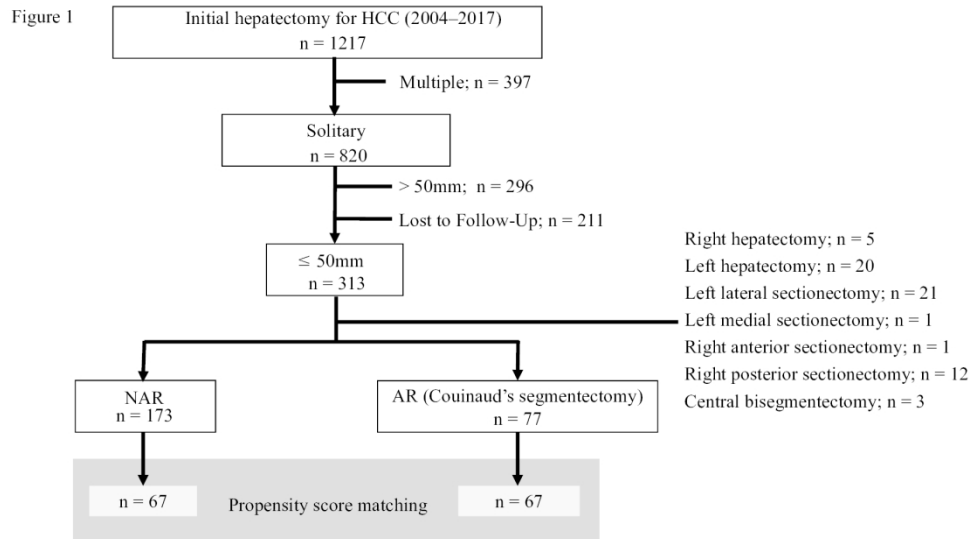 Figure 1
Initial hepatectomy for HCC (2004–2017)
n = 1217
Multiple; n = 397
Solitary
n = 820
> 50mm; n = 296
Lost to Follow-Up; n = 211
≤ 50mm
n = 313
Right hepatectomy; n = 5
Left hepatectomy; n = 20
Left lateral sectionectomy; n = 21
Left medial sectionectomy; n = 1
Right anterior sectionectomy; n = 1
Right posterior sectionectomy; n = 12
Central bisegmentectomy; n = 3
NAR
n = 173
AR (Couinaud’s segmentectomy)
n = 77
n = 67
Propensity score matching
n = 67